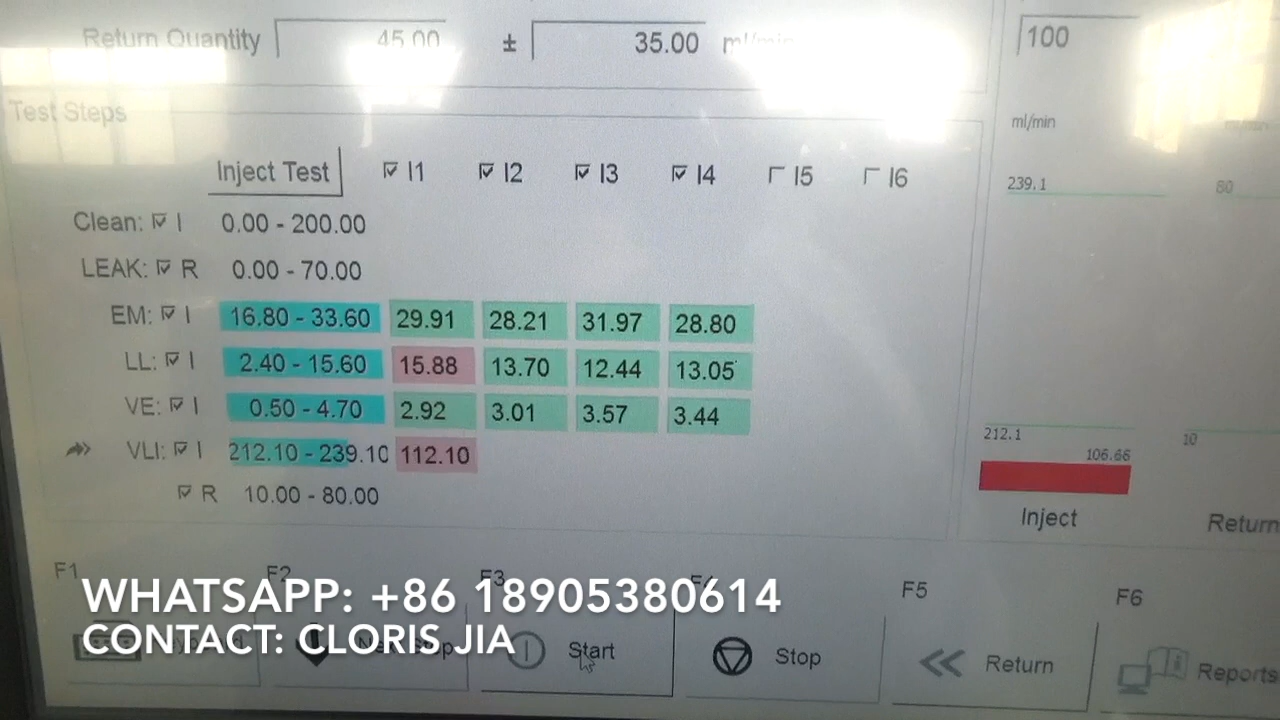 Return Quantity 45.00 ± 35.00 ml/min 100
Test Steps
ml/min
Inject Test I1 I2 I3 I4 I5 I6
239.1 80
Clean: I 0.00 - 200.00
LEAK: R 0.00 - 70.00
EM: I 16.80 - 33.60 29.91 28.21 31.97 28.80
LL: I 2.40 - 15.60 15.88 13.70 12.44 13.05
VE: I 0.50 - 4.70 2.92 3.01 3.57 3.44
212.1 10
VLI: I 212.10 - 239.10 112.10
106.66
R 10.00 - 80.00
Inject Return
F1 F2 F3 F4 F5 F6
WHATSAPP: +86 18905380614
CONTACT: CLORIS JIA
Start Stop Return Reports